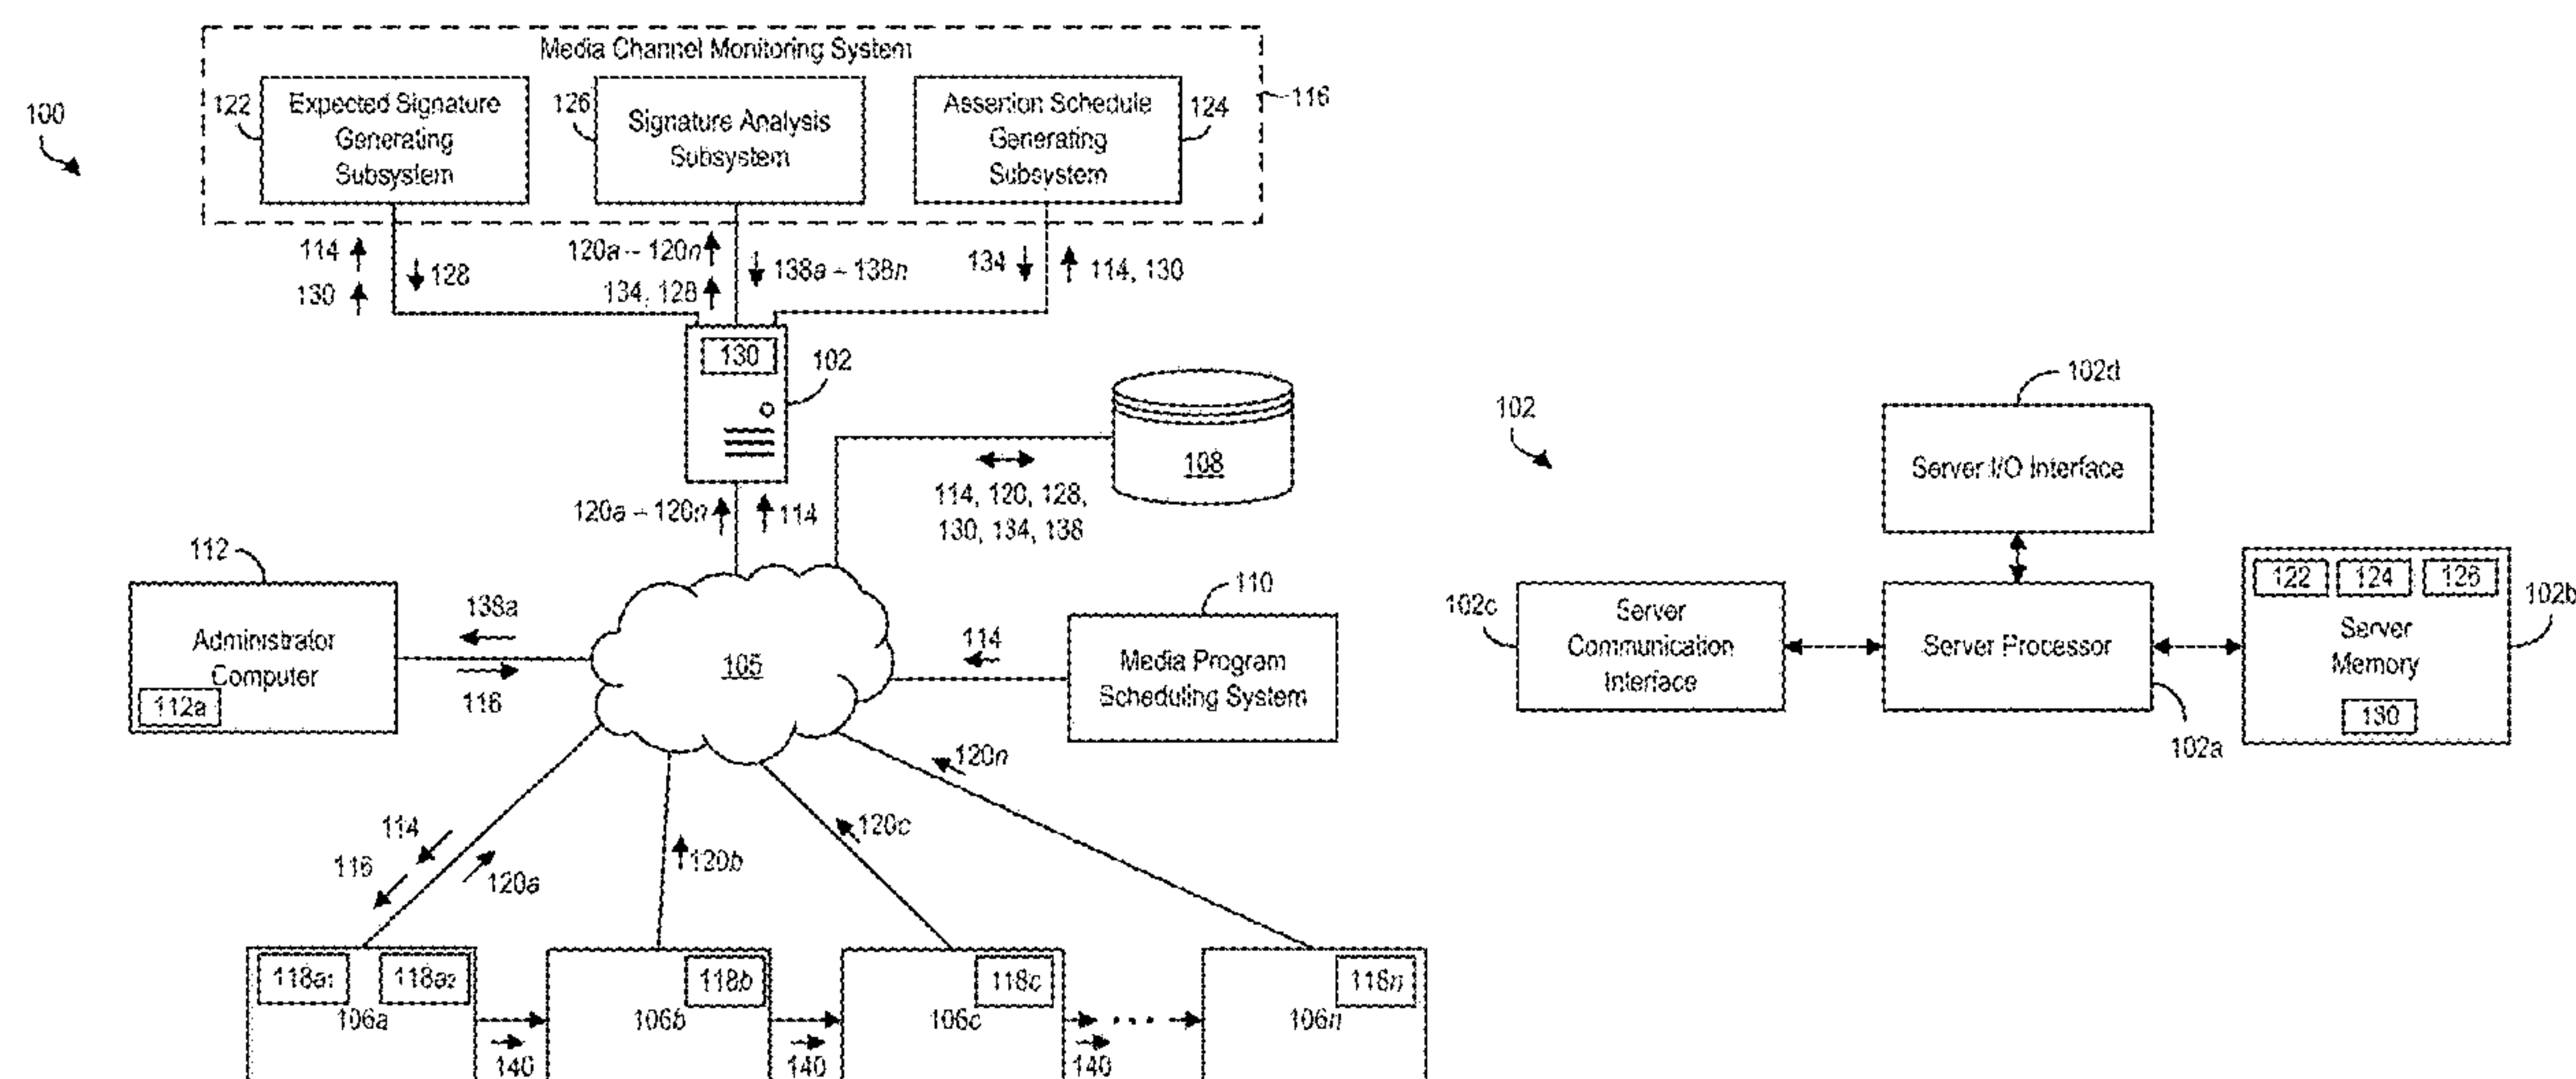 Media Channel Monitoring System
100
122
Expected Signature
Generating
Subsystem
126
Signature Analysis
Subsystem
Assertion Schedule
Generating
Subsystem
124
116
114
130
128
120a – 120n
134, 128
138a – 138n
134
114, 130
130
102
108
114, 120, 128,
130, 134, 138
120a – 120n
114
112
Administrator
Computer
112a
138a
116
105
110
114
Media Program
Scheduling System
114
116
120a
120b
120c
120n
118a1
118a2
106a
118b
106b
118c
106c
118n
106n
140
140
140
102
102d
Server I/O Interface
102c
Server
Communication
Interface
Server Processor
102a
122
124
126
Server
Memory
130
102b